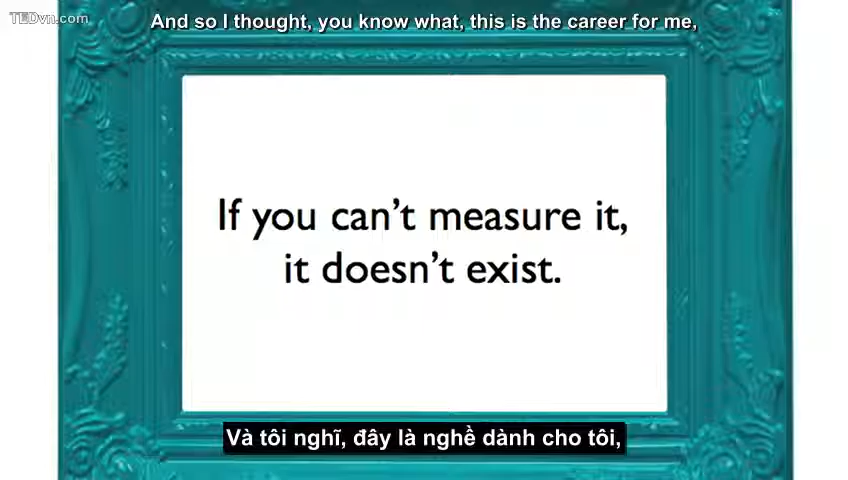 TEDvn.com
And so I thought, you know what, this is the career for me,
If you can't measure it,
it doesn't exist.
Và tôi nghĩ, đây là nghề dành cho tôi,